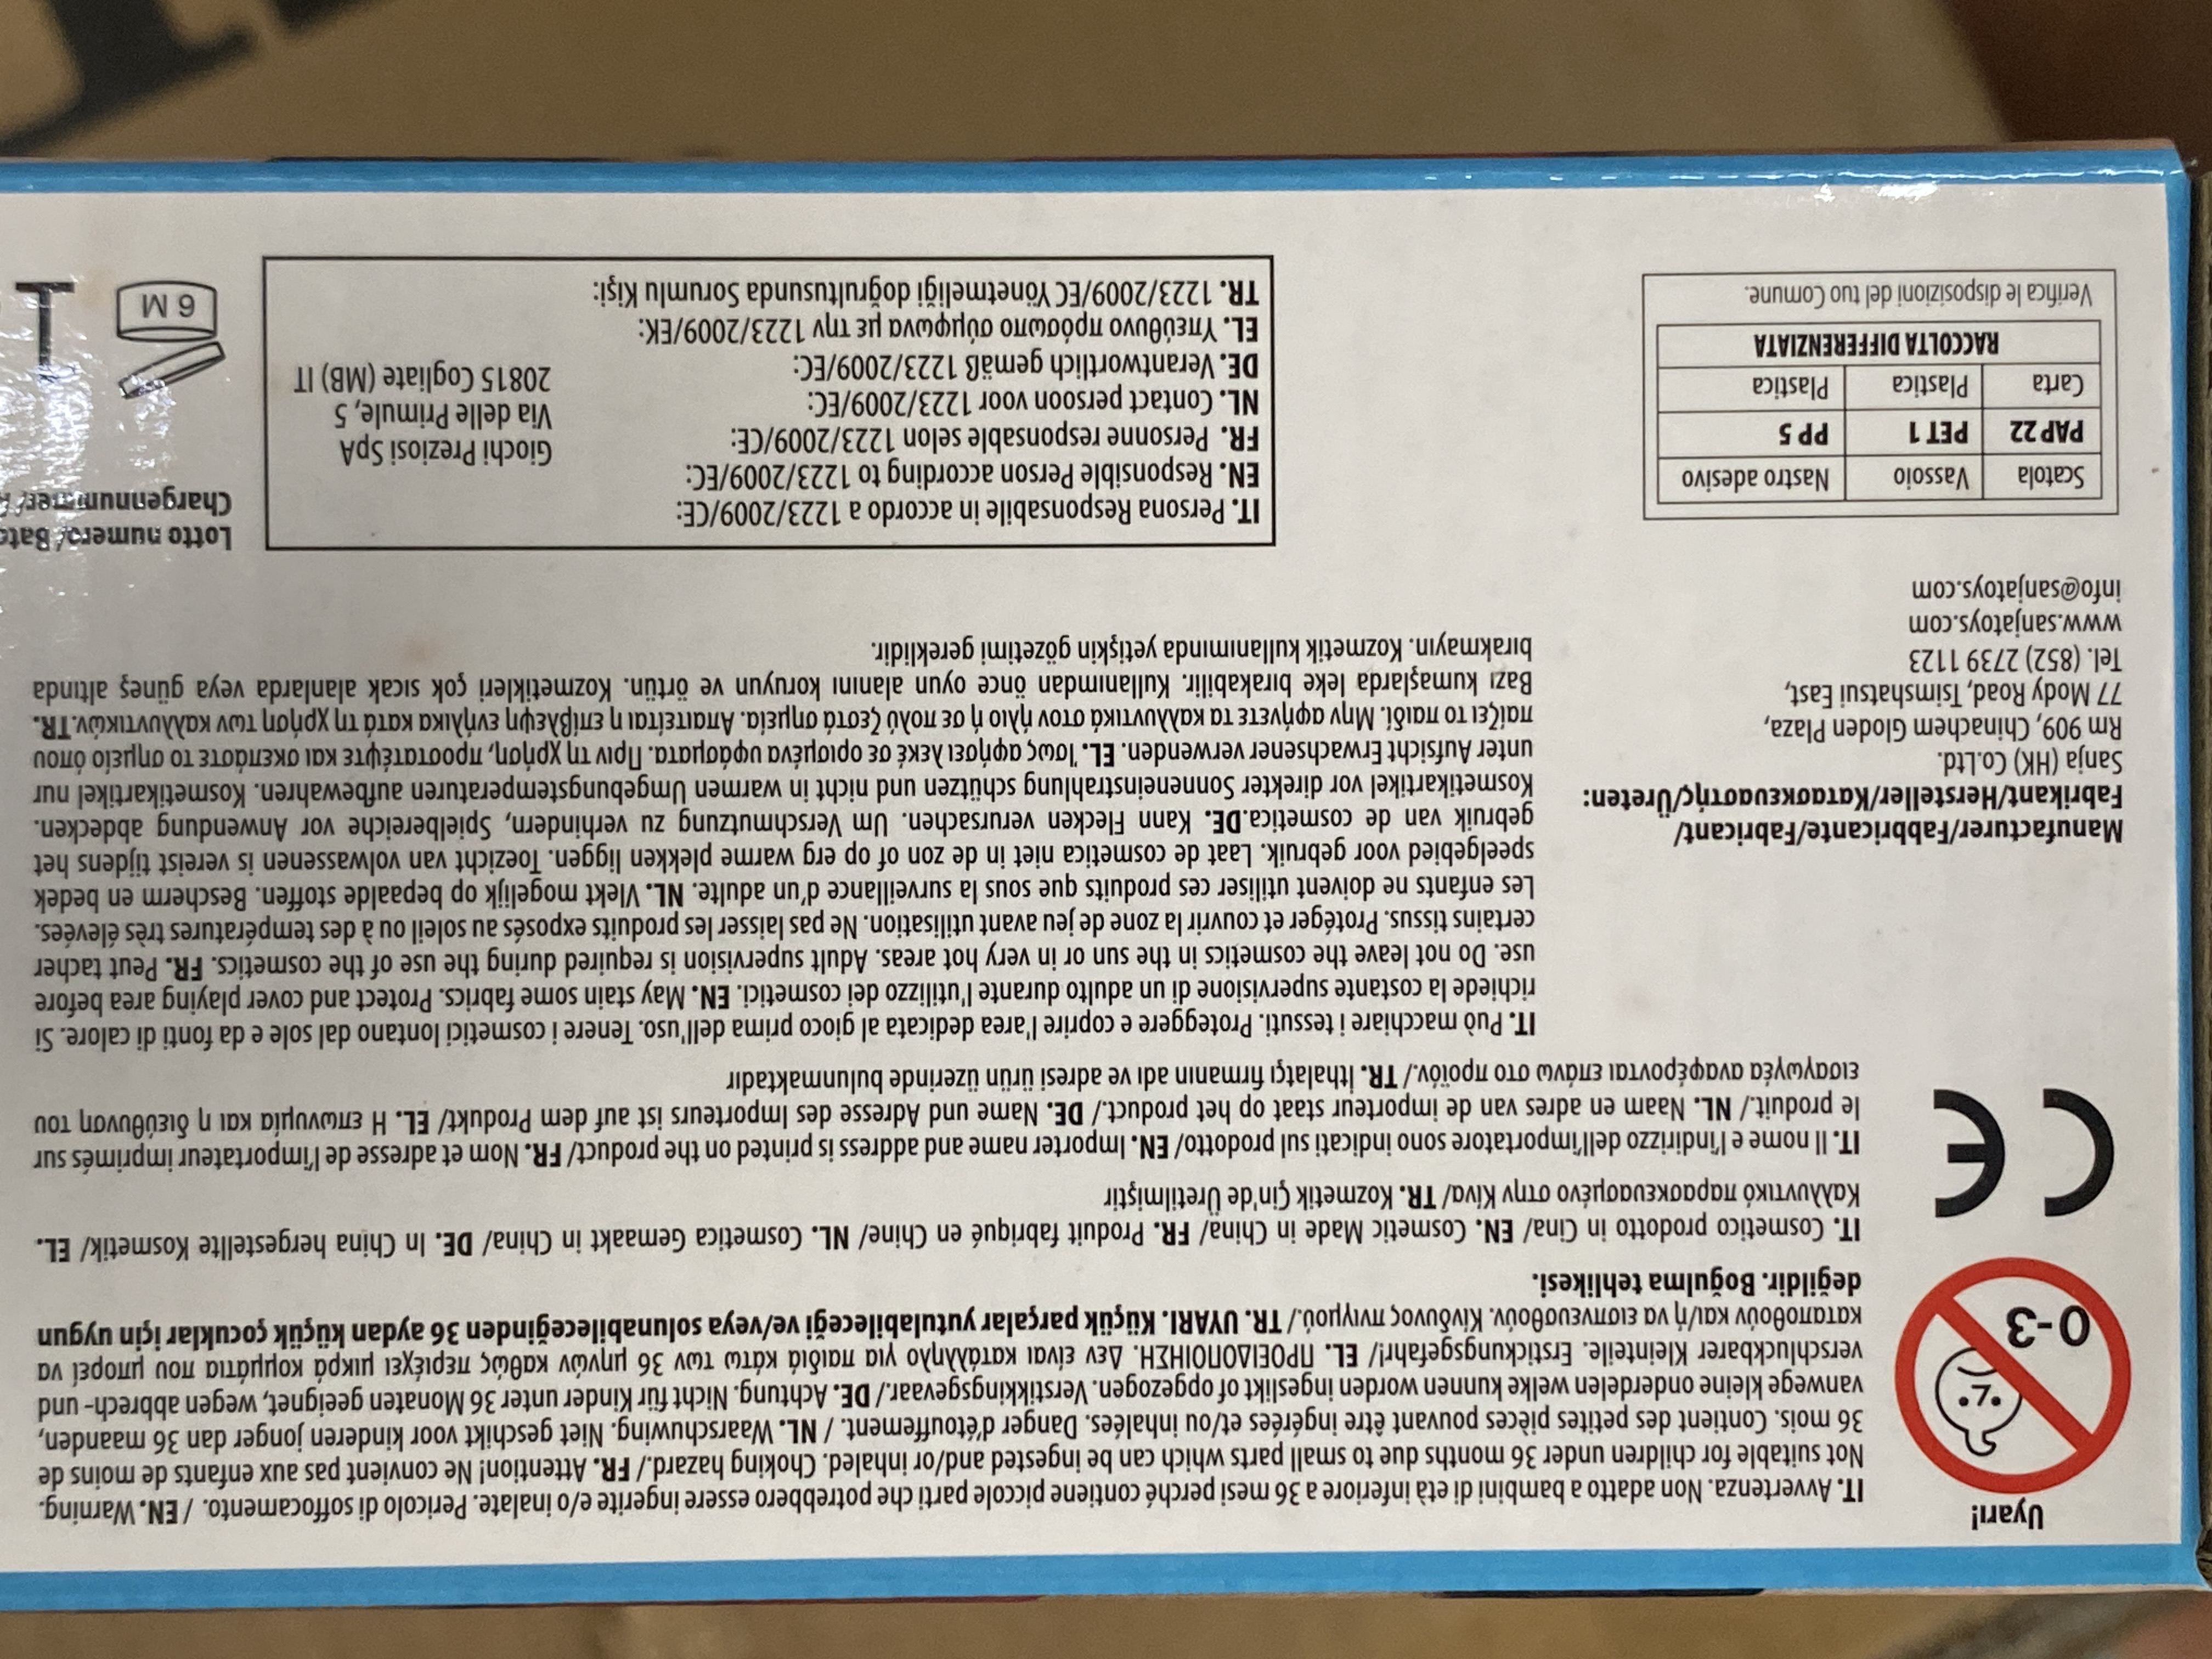 Uyarı!
0-3
IT. Avvertenza. Non adatto a bambini di età inferiore a 36 mesi perché contiene piccole parti che potrebbero essere ingerite e/o inalate. Pericolo di soffocamento. / EN. Warning.
Not suitable for children under 36 months due to small parts which can be ingested and/or inhaled. Choking hazard./ FR. Attention! Ne convient pas aux enfants de moins de
36 mois. Contient des petites pièces pouvant être ingérées et/ou inhalées. Danger d'étouffement. / NL. Waarschuwing. Niet geschikt voor kinderen jonger dan 36 maanden,
vanwege kleine onderdelen welke kunnen worden ingeslikt of opgezogen. Verstikkingsgevaar./ DE. Achtung. Nicht für Kinder unter 36 Monaten geeignet, wegen abbrech- und
verschluckbarer Kleinteile. Erstickungsgefahr!/ EL. ΠΡΟΕΙΔΟΠΟΙΗΣΗ. Δεν είναι κατάλληλο για παιδιά κάτω των 36 μηνών καθώς περιέχει μικρά κομμάτια που μπορεί να
καταποθούν και/ή να εισπνευσθούν. Κίνδυνος πνιγμού./ TR. UYARI. Küçük parçalar yutulabileceği ve/veya solunabileceğinden 36 aydan küçük çocuklar için uygun
değildir. Boğulma tehlikesi.
CE
IT. Cosmetico prodotto in Cina/ EN. Cosmetic Made in China/ FR. Produit fabriqué en Chine/ NL. Cosmetica Gemaakt in China/ DE. In China hergestellte Kosmetik/ EL.
Καλλυντικό παρασκευασμένο στην Κίνα/ TR. Kozmetik Çin'de Üretilmiştir
IT. Il nome e l'indirizzo dell'importatore sono indicati sul prodotto/ EN. Importer name and address is printed on the product/ FR. Nom et adresse de l'importateur imprimés sur
le produit./ NL. Naam en adres van de importeur staat op het product./ DE. Name und Adresse des Importeurs ist auf dem Produkt/ EL. Η επωνυμία και η διεύθυνση του
εισαγωγέα αναφέρονται επάνω στο προϊόν./ TR. İthalatçı firmanın adı ve adresi ürün üzerinde bulunmaktadır
IT. Può macchiare i tessuti. Proteggere e coprire l'area dedicata al gioco prima dell'uso. Tenere i cosmetici lontano dal sole e da fonti di calore. Si
richiede la costante supervisione di un adulto durante l'utilizzo dei cosmetici. EN. May stain some fabrics. Protect and cover playing area before
use. Do not leave the cosmetics in the sun or in very hot areas. Adult supervision is required during the use of the cosmetics. FR. Peut tacher
certains tissus. Protéger et couvrir la zone de jeu avant utilisation. Ne pas laisser les produits exposés au soleil ou à des températures très élevées.
Les enfants ne doivent utiliser ces produits que sous la surveillance d'un adulte. NL. Vlekt mogelijk op bepaalde stoffen. Bescherm en bedek
speelgebied voor gebruik. Laat de cosmetica niet in de zon of op erg warme plekken liggen. Toezicht van volwassenen is vereist tijdens het
gebruik van de cosmetica.DE. Kann Flecken verursachen. Um Verschmutzung zu verhindern, Spielbereiche vor Anwendung abdecken.
Kosmetikartikel vor direkter Sonneneinstrahlung schützen und nicht in warmen Umgebungstemperaturen aufbewahren. Kosmetikartikel nur
unter Aufsicht Erwachsener verwenden. EL. Ίσως αφήσει λεκέ σε ορισμένα υφάσματα. Πριν τη χρήση, προστατέψτε και σκεπάστε το σημείο όπου
παίζει το παιδί. Μην αφήνετε τα καλλυντικά στον ήλιο ή σε πολύ ζεστά σημεία. Απαιτείται η επίβλεψη ενήλικα κατά τη χρήση των καλλυντικών. TR.
Bazı kumaşlarda leke bırakabilir. Kullanımdan önce oyun alanını koruyun ve örtün. Kozmetikleri çok sıcak alanlarda veya güneş altında
bırakmayın. Kozmetik kullanımında yetişkin gözetimi gereklidir.
Manufacturer/Fabbricante/Fabricant/
Fabrikant/Hersteller/Κατασκευαστής/Üreten:
Sanja (HK) Co.Ltd.
Rm 909, Chinachem Gloden Plaza,
77 Mody Road, Tsimshatsui East,
Tel. (852) 2739 1123
www.sanjatoys.com
info@sanjatoys.com
Scatola Vassoio Nastro adesivo
PAP 22 PET 1 PP 5
Carta Plastica Plastica
RACCOLTA DIFFERENZIATA
Verifica le disposizioni del tuo Comune.
IT. Persona Responsabile in accordo a 1223/2009/CE:
EN. Responsible Person according to 1223/2009/EC:
FR. Personne responsable selon 1223/2009/CE:
NL. Contact persoon voor 1223/2009/EC:
DE. Verantwortlich gemäß 1223/2009/EC:
EL. Υπεύθυνο πρόσωπο σύμφωνα με την 1223/2009/ΕΚ:
TR. 1223/2009/EC Yönetmeliği doğrultusunda Sorumlu Kişi:
Giochi Preziosi SpA
Via delle Primule, 5
20815 Cogliate (MB) IT
Lotto numero/
Chargennummer/
6 M